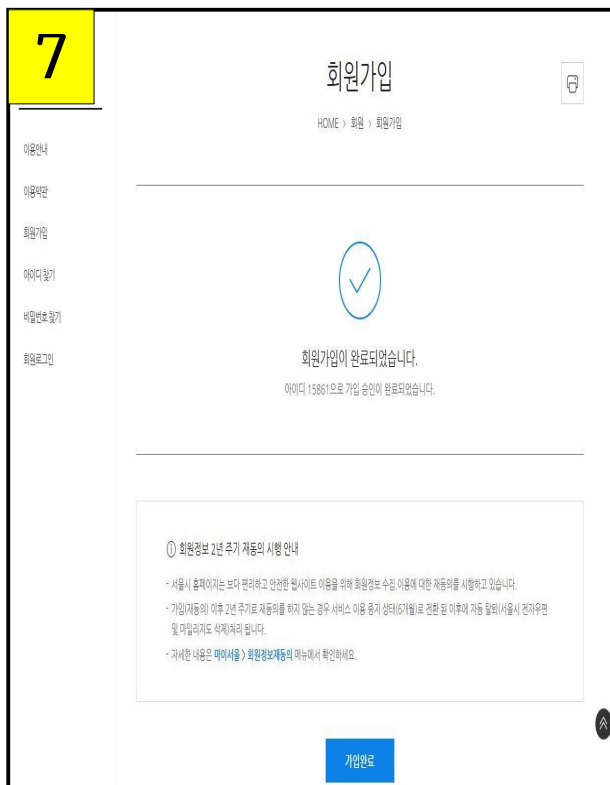 7
회원가입
HOME > 회원 > 회원가입
이용안내
이용약관
회원가입
아이디 찾기
비밀번호 찾기
회원로그인
회원가입이 완료되었습니다.
아이디 15861으로 가입 승인이 완료되었습니다.
회원정보 2년 주기 재동의 시행 안내
- 서울시 홈페이지는 보다 편리하고 안전한 웹사이트 이용을 위해 회원정보 수집.이용에 대한 재동의를 시행하고 있습니다.
- 가입(재동의) 이후 2년 주기로 재동의를 하지 않는 경우 서비스 이용 중지 상태(6개월)로 전환 된 이후에 자동 탈퇴(서울시 전자우편
및 마일리지도 삭제)처리 됩니다.
- 자세한 내용은 마이서울 > 회원정보재동의 메뉴에서 확인하세요.
가입완료